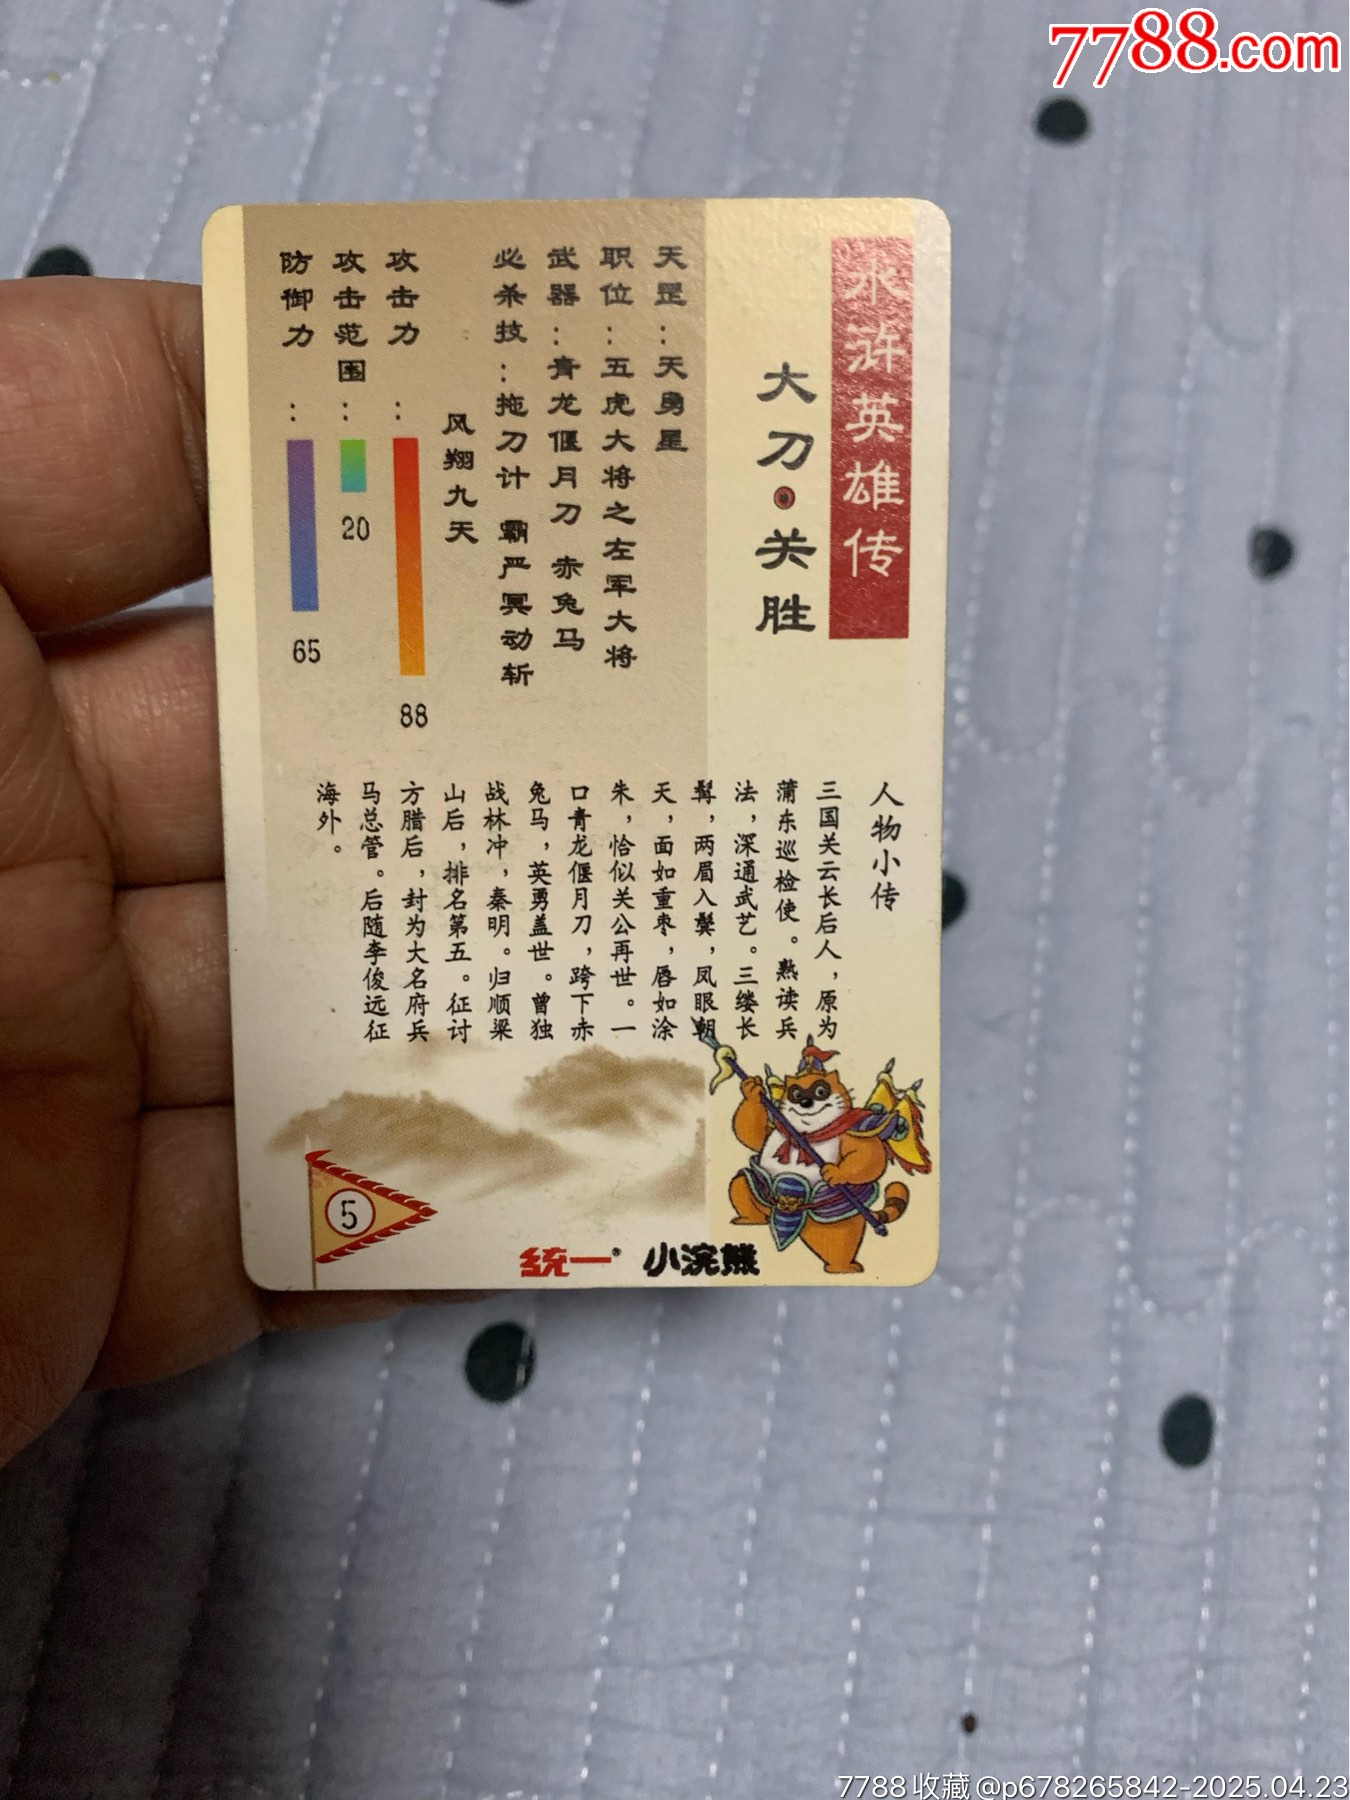 7788.com
水浒英雄传
大刀·关胜
天罡：天勇星
职位：五虎大将之左军大将
武器：青龙偃月刀 赤兔马
必杀技：拖刀计 霸严冥动斩
风翔九天
攻击力：88
攻击范围：20
防御力：65
人物小传
三国关云长后人，原为
蒲东巡检使。熟读兵
法，深通武艺。三缕长
髯，两眉入鬓，凤眼朝
天，面如重枣，唇如涂
朱，恰似关公再世。一
口青龙偃月刀，跨下赤
兔马，英勇盖世。曾独
战林冲，秦明。归顺梁
山后，排名第五。征讨
方腊后，封为大名府兵
马总管。后随李俊远征
海外。
5
统一® 小浣熊
7788收藏@p678265842-2025.04.23